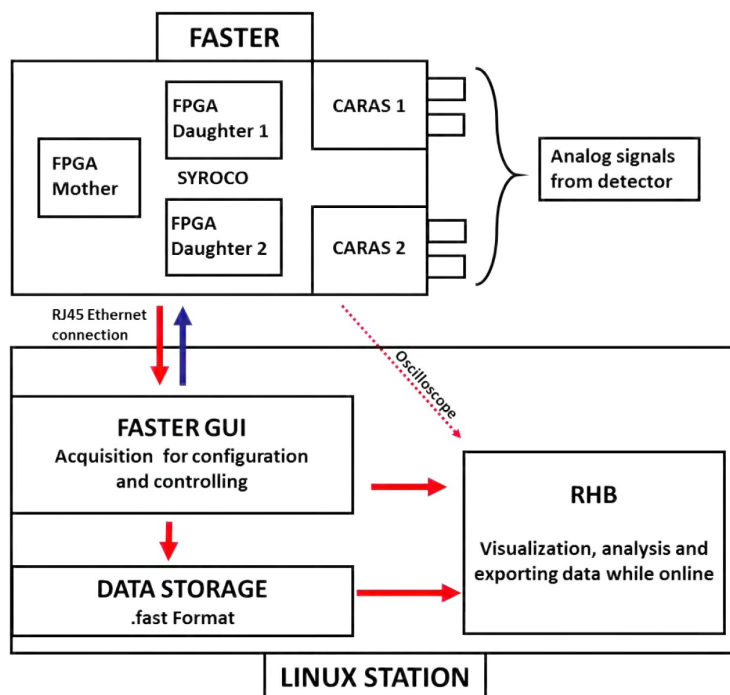 FASTER
FPGA
Daughter 1
CARAS 1
FPGA
Mother
SYROCO
FPGA
Daughter 2
CARAS 2
Analog signals
from detector
RJ45 Ethernet
connection
Oscilloscope
FASTER GUI
Acquisition for configuration
and controlling
RHB
Visualization, analysis and
exporting data while online
DATA STORAGE
.fast Format
LINUX STATION